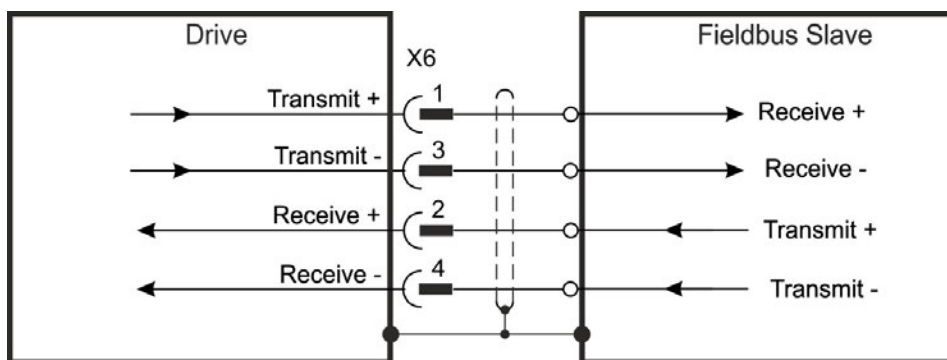 Drive
Fieldbus Slave
X6
Transmit +
1
Receive +
Transmit -
3
Receive -
Receive +
2
Transmit +
Receive -
4
Transmit -